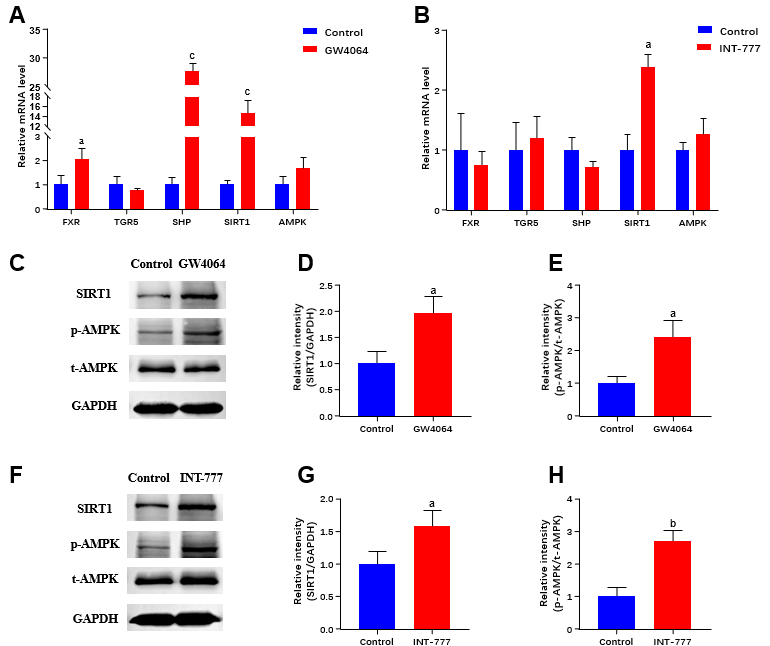 A
Relative mRNA level
35
30
25
18
16
14
12
3
2
1
0
a
c
c
FXR
TGR5
SHP
SIRT1
AMPK
Control
GW4064
B
Relative mRNA level
3
2
1
0
a
FXR
TGR5
SHP
SIRT1
AMPK
Control
INT-777
C
Control GW4064
SIRT1
p-AMPK
t-AMPK
GAPDH
D
Relative intensity
(SIRT1/GAPDH)
2.5
2.0
1.5
1.0
0.5
0.0
a
Control
GW4064
E
Relative intensity
(p-AMPK/t-AMPK)
4
3
2
1
0
a
Control
GW4064
F
Control INT-777
SIRT1
p-AMPK
t-AMPK
GAPDH
G
Relative intensity
(SIRT1/GAPDH)
2.0
1.5
1.0
0.5
0.0
a
Control
INT-777
H
Relative intensity
(p-AMPK/t-AMPK)
4
3
2
1
0
b
Control
INT-777